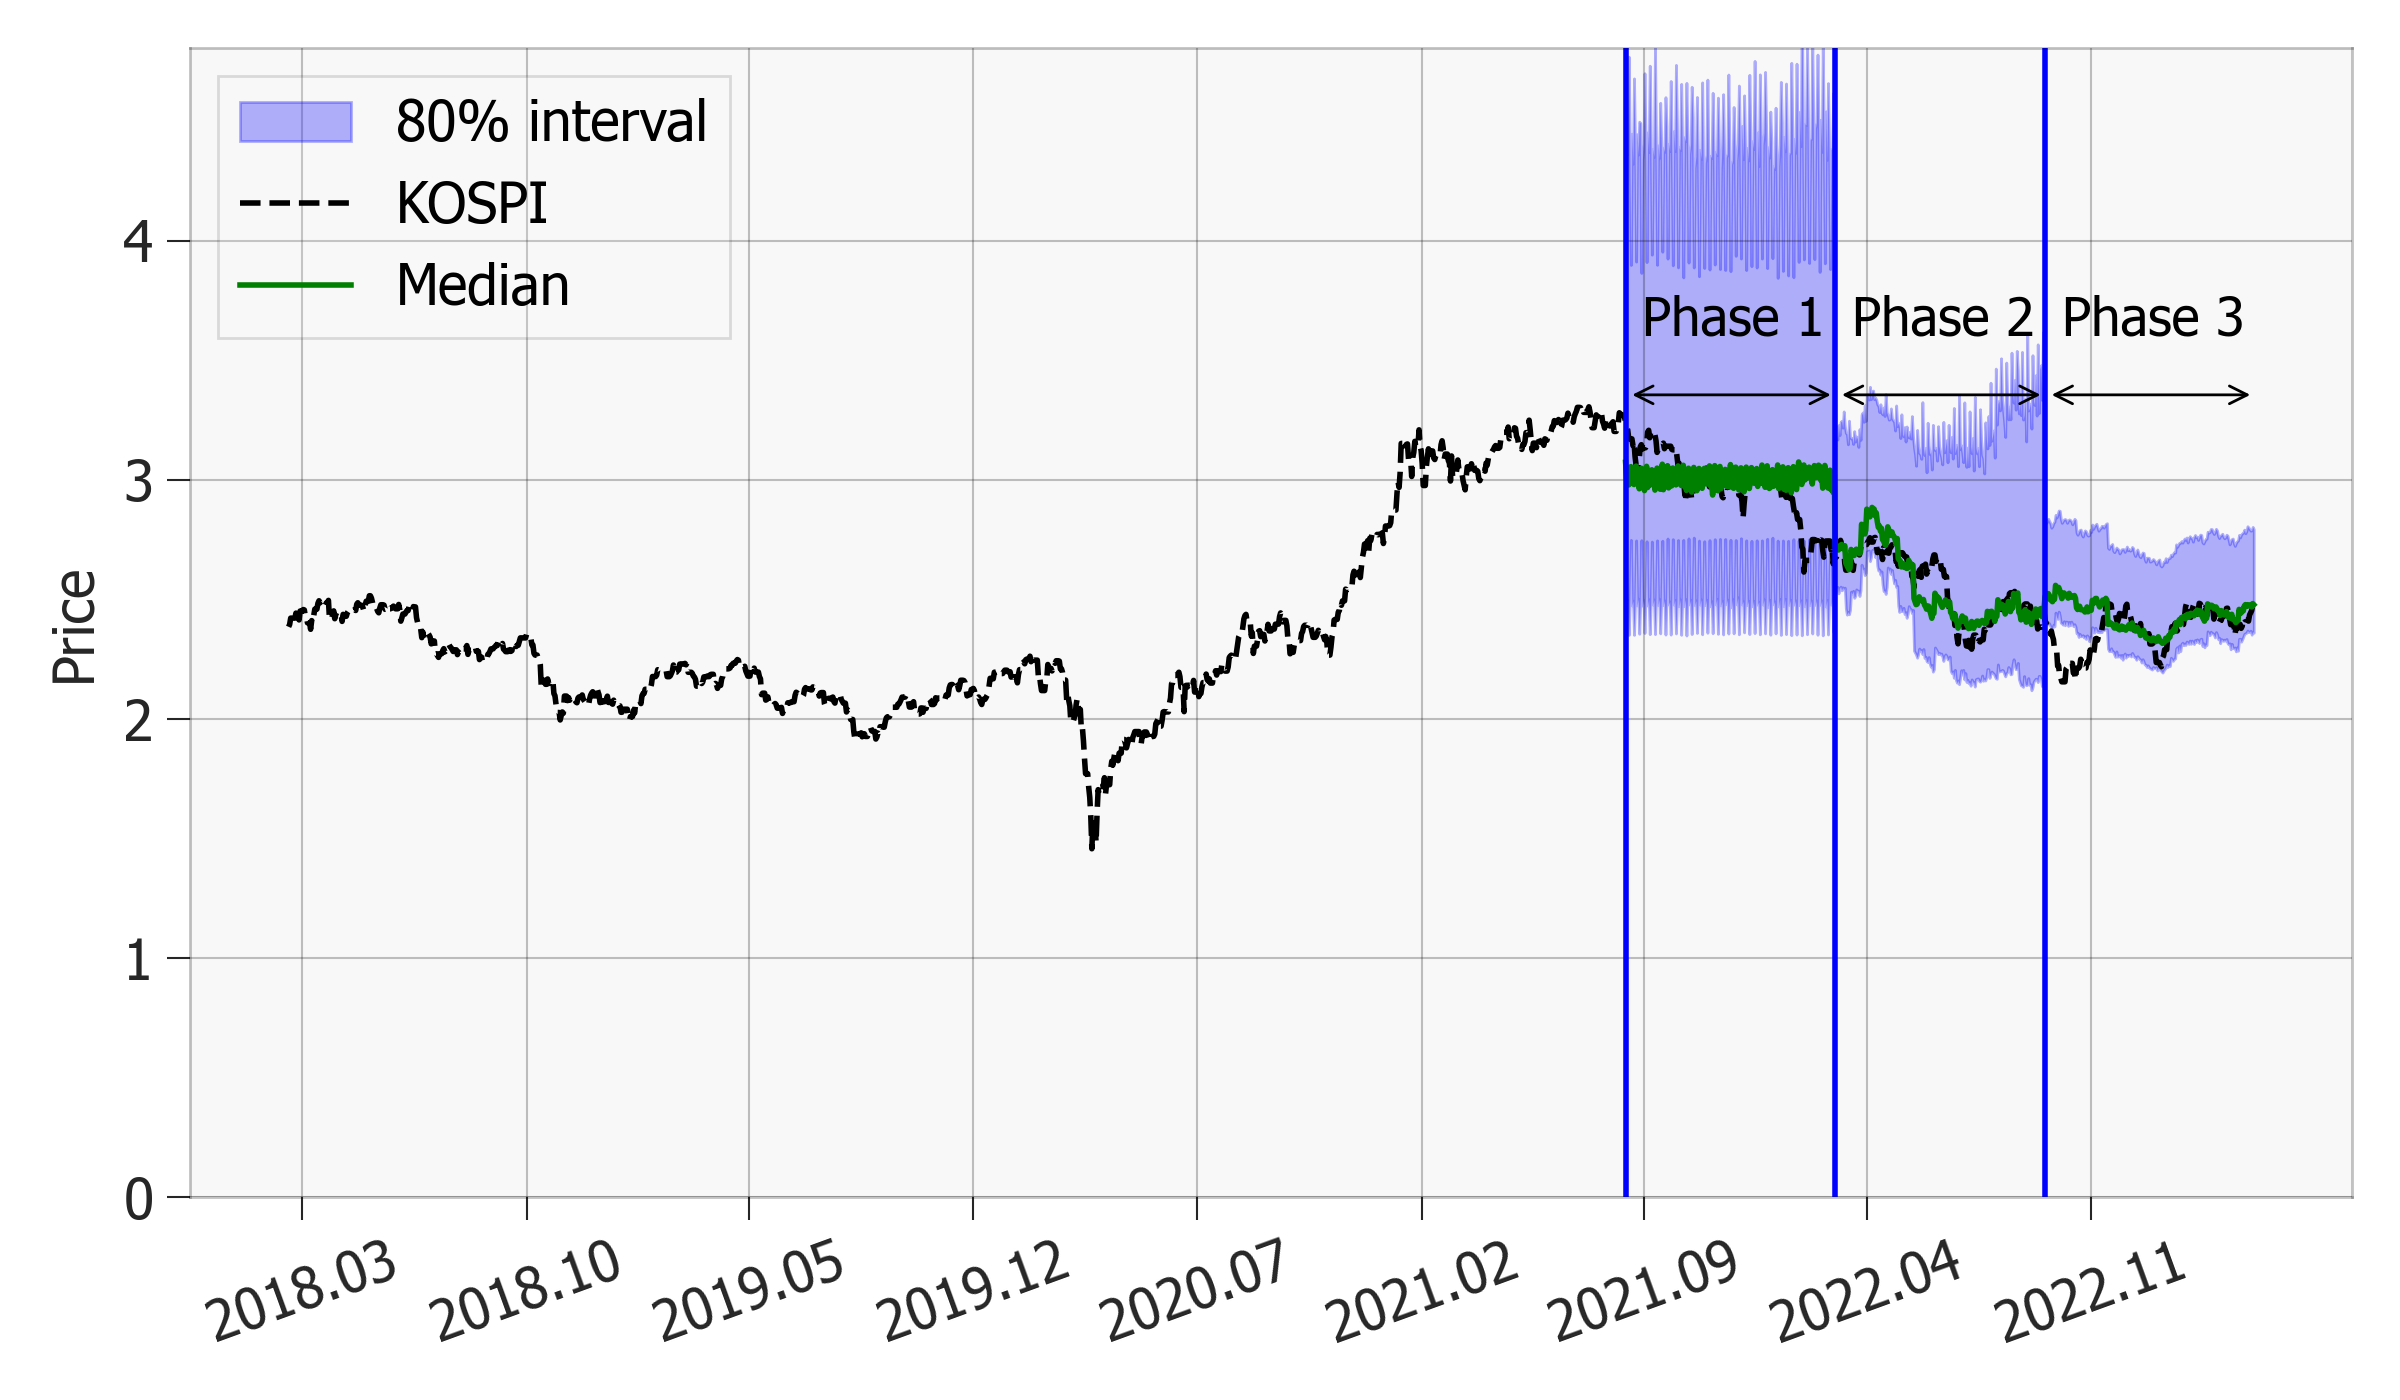 80% interval
KOSPI
Median
Phase 1
Phase 2
Phase 3
Price
4
3
2
1
0
2018.03
2018.10
2019.05
2019.12
2020.07
2021.02
2021.09
2022.04
2022.11